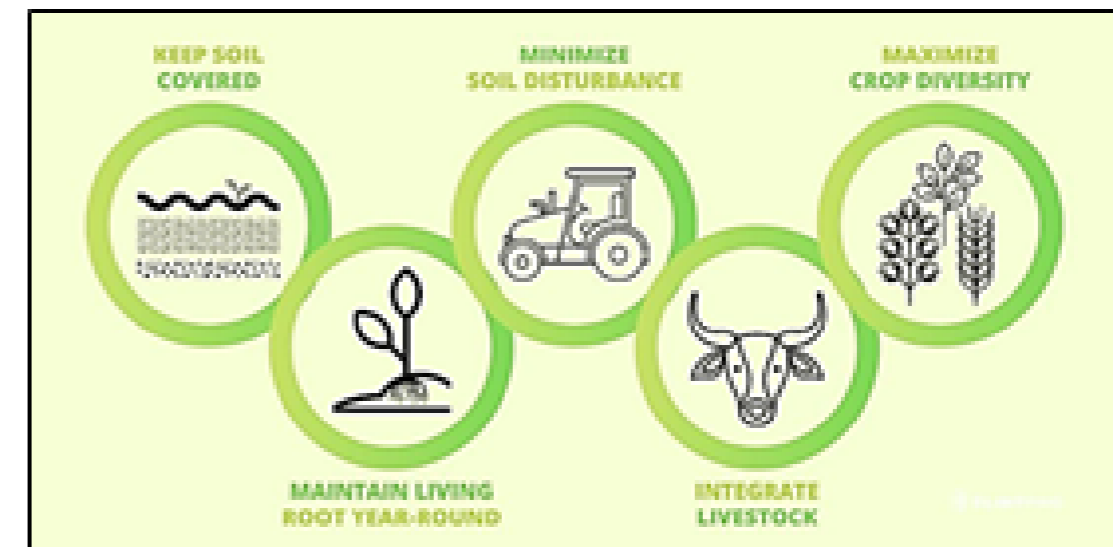 KEEP SOIL
COVERED
MINIMIZE
SOIL DISTURBANCE
MAXIMIZE
CROP DIVERSITY
MAINTAIN LIVING
ROOT YEAR-ROUND
INTEGRATE
LIVESTOCK